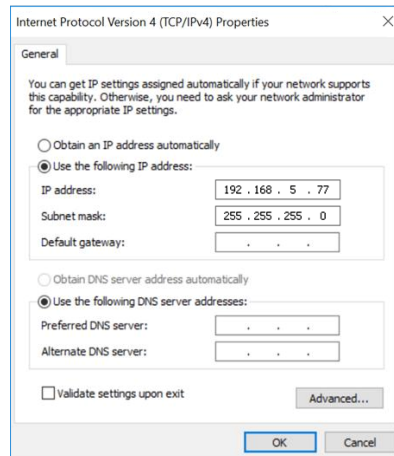 Internet Protocol Version 4 (TCP/IPv4) Properties
General
You can get IP settings assigned automatically if your network supports
this capability. Otherwise, you need to ask your network administrator
for the appropriate IP settings.
Obtain an IP address automatically
Use the following IP address:
IP address: 192 . 168 . 5 . 77
Subnet mask: 255 . 255 . 255 . 0
Default gateway: . . .
Obtain DNS server address automatically
Use the following DNS server addresses:
Preferred DNS server: . . .
Alternate DNS server: . . .
Validate settings upon exit
Advanced...
OK Cancel